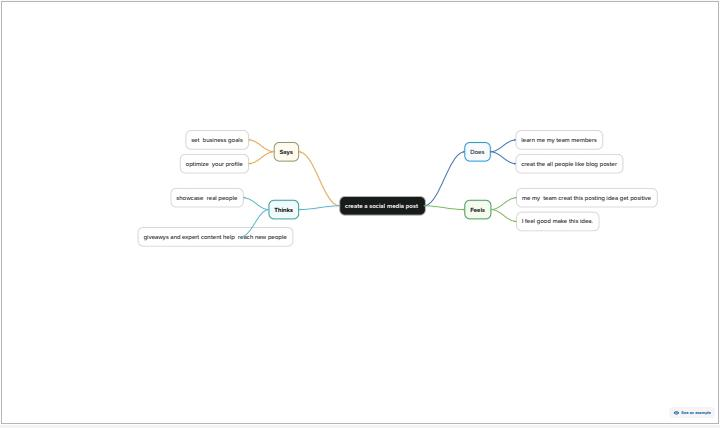 set business goals
optimize your profile
Says
showcase real people
giveawys and expert content help reach new people
Thinks
create a social media post
Does
learn me my team members
creat the all people like blog poster
Feels
me my team creat this posting idea get positive
I feel good make this idea.
See an example